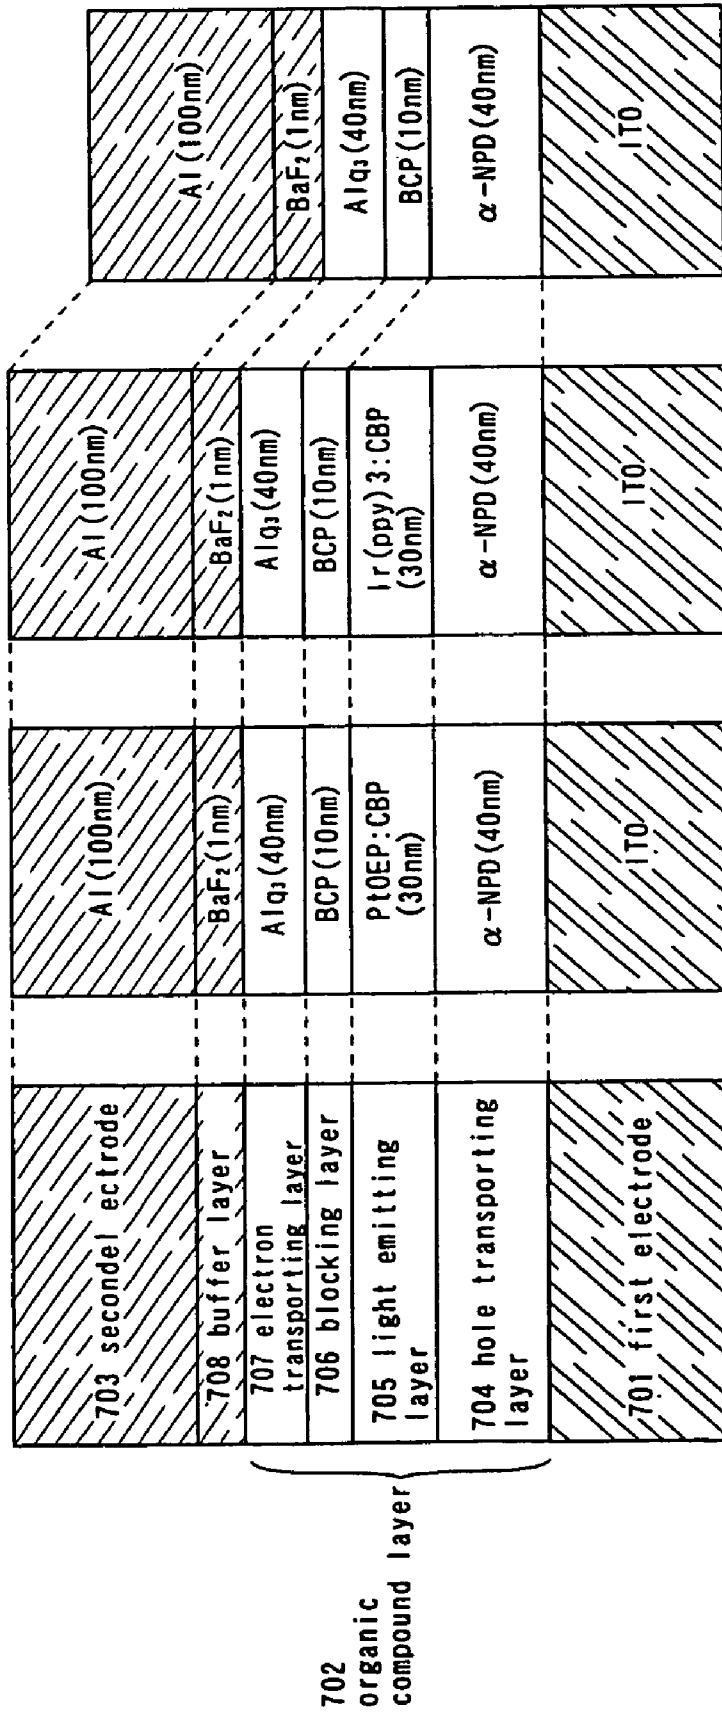 703 secondel ectrode
708 buffer layer
707 electron
transporting layer
706 blocking layer
705 light emitting
layer
704 hole transporting
layer
701 first electrode
702
organic
compound layer
Al(100nm)
BaF₂(1nm)
Alq₃(40nm)
BCP(10nm)
PtOEP:CBP
(30nm)
α-NPD(40nm)
ITO
Al(100nm)
BaF₂(1nm)
Alq₃(40nm)
BCP(10nm)
Ir(ppy)3:CBP
(30nm)
α-NPD(40nm)
ITO
Al(100nm)
BaF₂(1nm)
Alq₃(40nm)
BCP(10nm)
α-NPD(40nm)
ITO